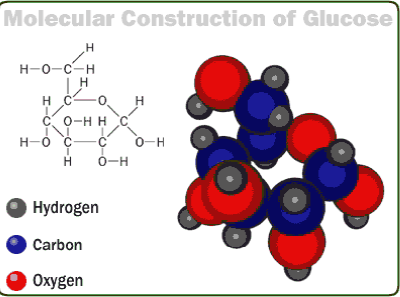 Molecular Construction of Glucose
H
H–O–C–H
H
H C O H
C O–H H C
H–O C C O–H
H O–H
Hydrogen
Carbon
Oxygen